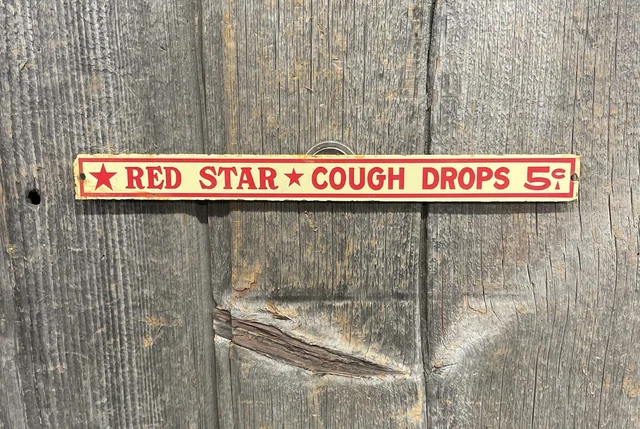 ★ RED STAR ★ COUGH DROPS 5¢